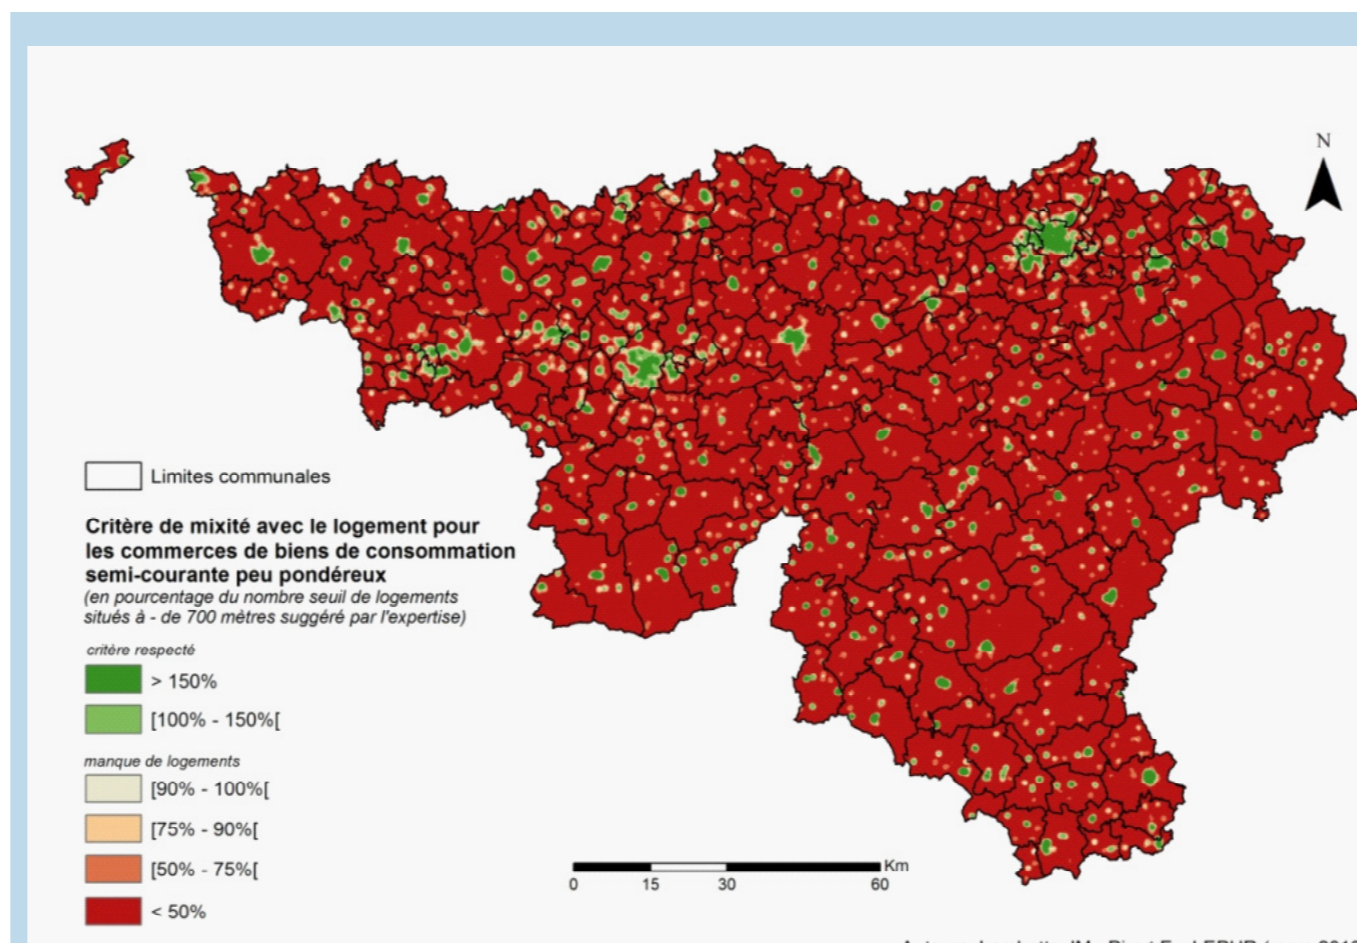 N
Limites communales
Critère de mixité avec le logement pour
les commerces de biens de consommation
semi-courante peu pondéreux
(en pourcentage du nombre seuil de logements
situés à - de 700 mètres suggéré par l'expertise)
critère respecté
> 150%
[100% - 150%[
manque de logements
[90% - 100%[
[75% - 90%[
[50% - 75%[
< 50%
Km
0 15 30 60